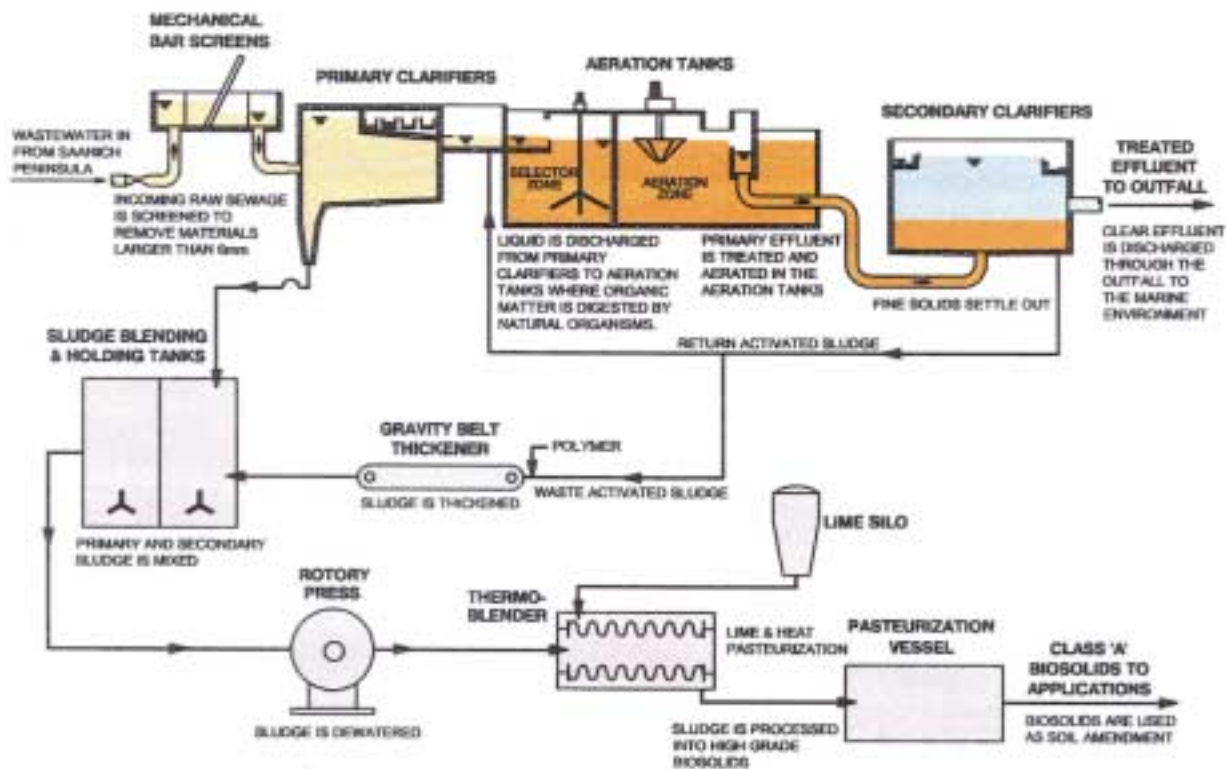 MECHANICAL
BAR SCREENS
PRIMARY CLARIFIERS
AERATION TANKS
SECONDARY CLARIFIERS
WASTEWATER IN
FROM SAANICH
PENINSULA
TREATED
EFFLUENT
TO OUTFALL
SELECTOR
ZONE
AERATION
ZONE
INCOMING RAW SEWAGE
IS SCREENED TO
REMOVE MATERIALS
LARGER THAN 6mm
LIQUID IS DISCHARGED
FROM PRIMARY
CLARIFIERS TO AERATION
TANKS WHERE ORGANIC
MATTER IS DIGESTED BY
NATURAL ORGANISMS.
PRIMARY EFFLUENT
IS TREATED AND
AERATED IN THE
AERATION TANKS
FINE SOLIDS SETTLE OUT
CLEAR EFFLUENT
IS DISCHARGED
THROUGH THE
OUTFALL TO
THE MARINE
ENVIRONMENT
SLUDGE BLENDING
& HOLDING TANKS
RETURN ACTIVATED SLUDGE
GRAVITY BELT
THICKENER
POLYMER
SLUDGE IS THICKENED
WASTE ACTIVATED SLUDGE
PRIMARY AND SECONDARY
SLUDGE IS MIXED
LIME SILO
ROTORY
PRESS
THERMO-
BLENDER
LIME & HEAT
PASTEURIZATION
PASTEURIZATION
VESSEL
CLASS 'A'
BIOSOLIDS TO
APPLICATIONS
SLUDGE IS DEWATERED
SLUDGE IS PROCESSED
INTO HIGH GRADE
BIOSOLIDS
BIOSOLIDS ARE USED
AS SOIL AMENDMENT